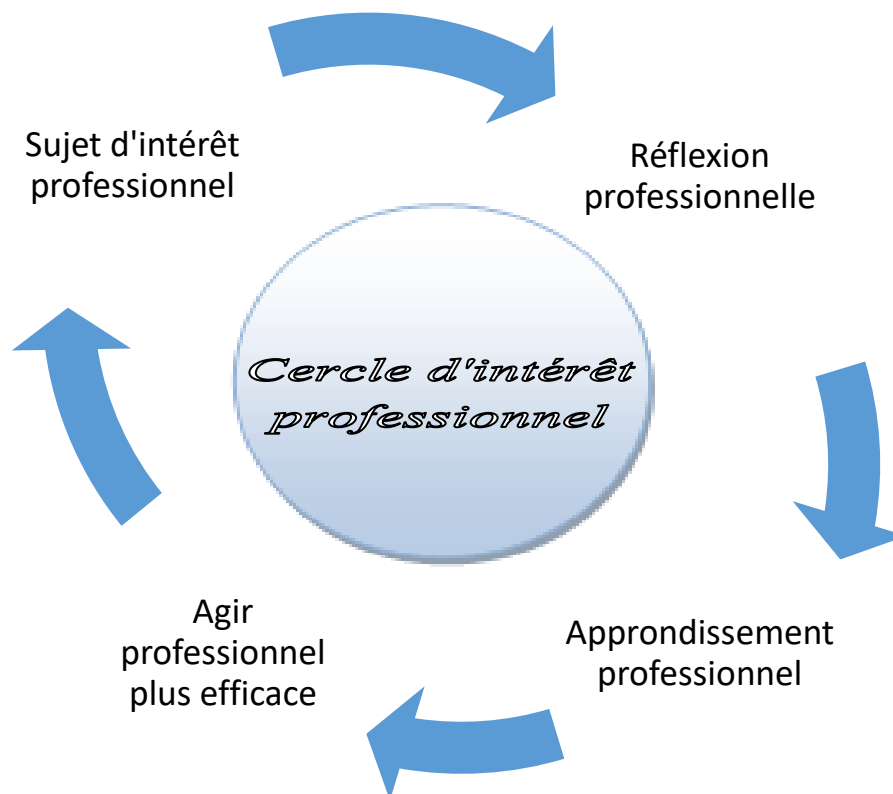 Sujet d'intérêt
professionnel
Réflexion
professionnelle
Cercle d'intérêt
professionnel
Approndissement
professionnel
Agir
professionnel
plus efficace